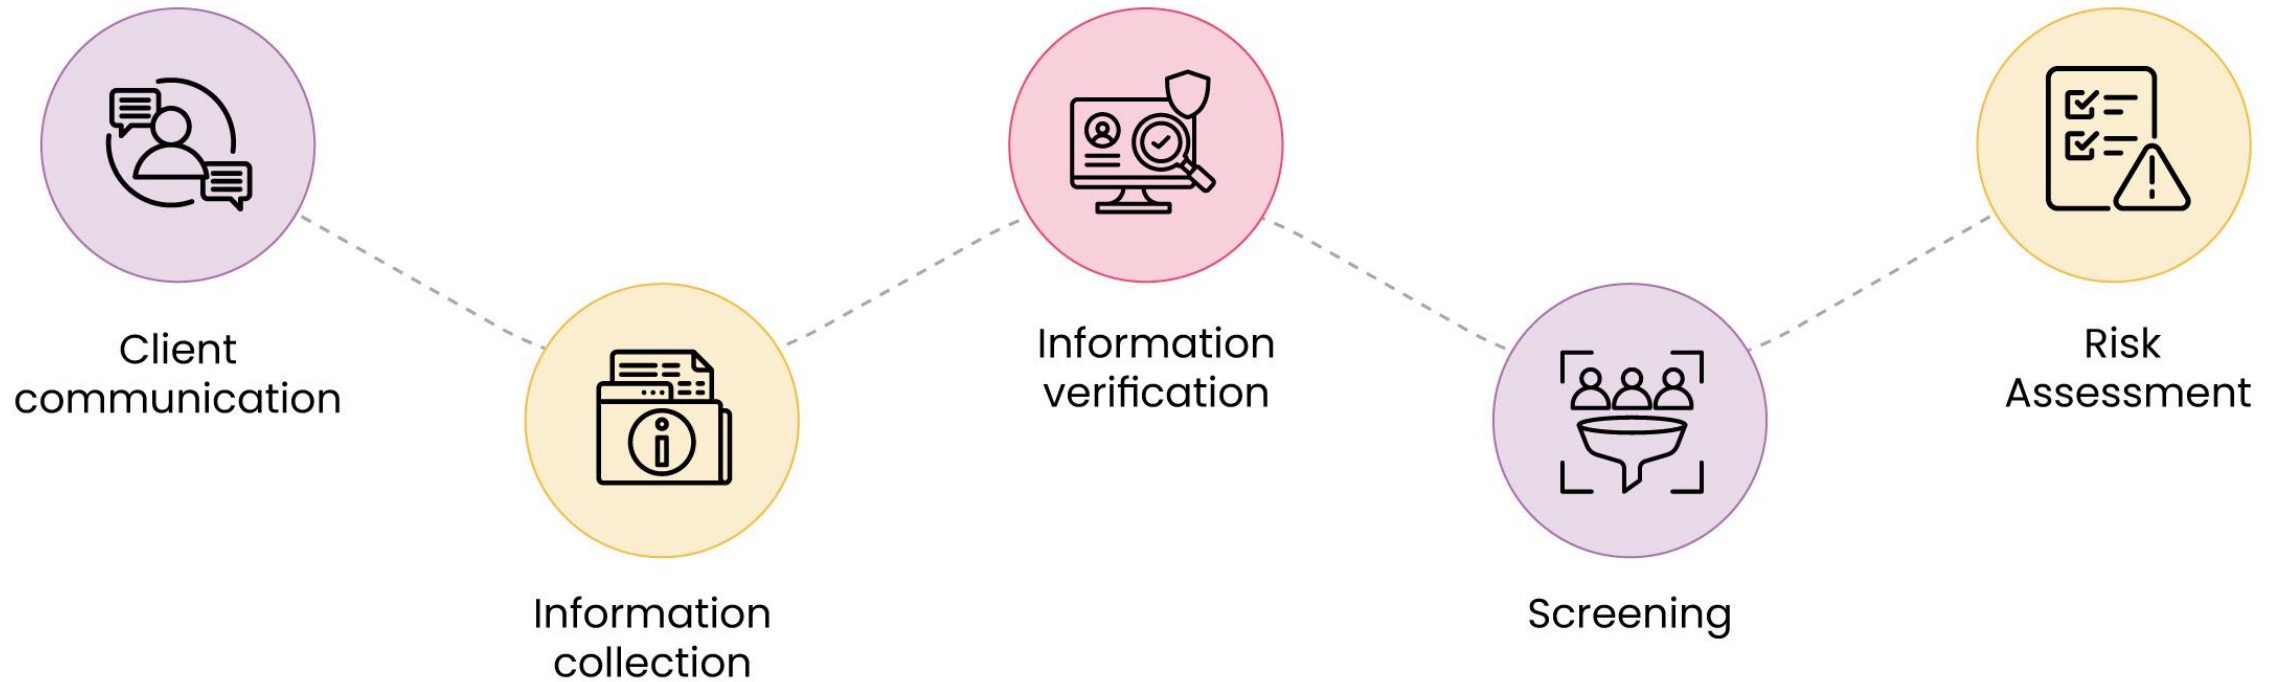 Client
communication
Information
collection
Information
verification
Screening
Risk
Assessment